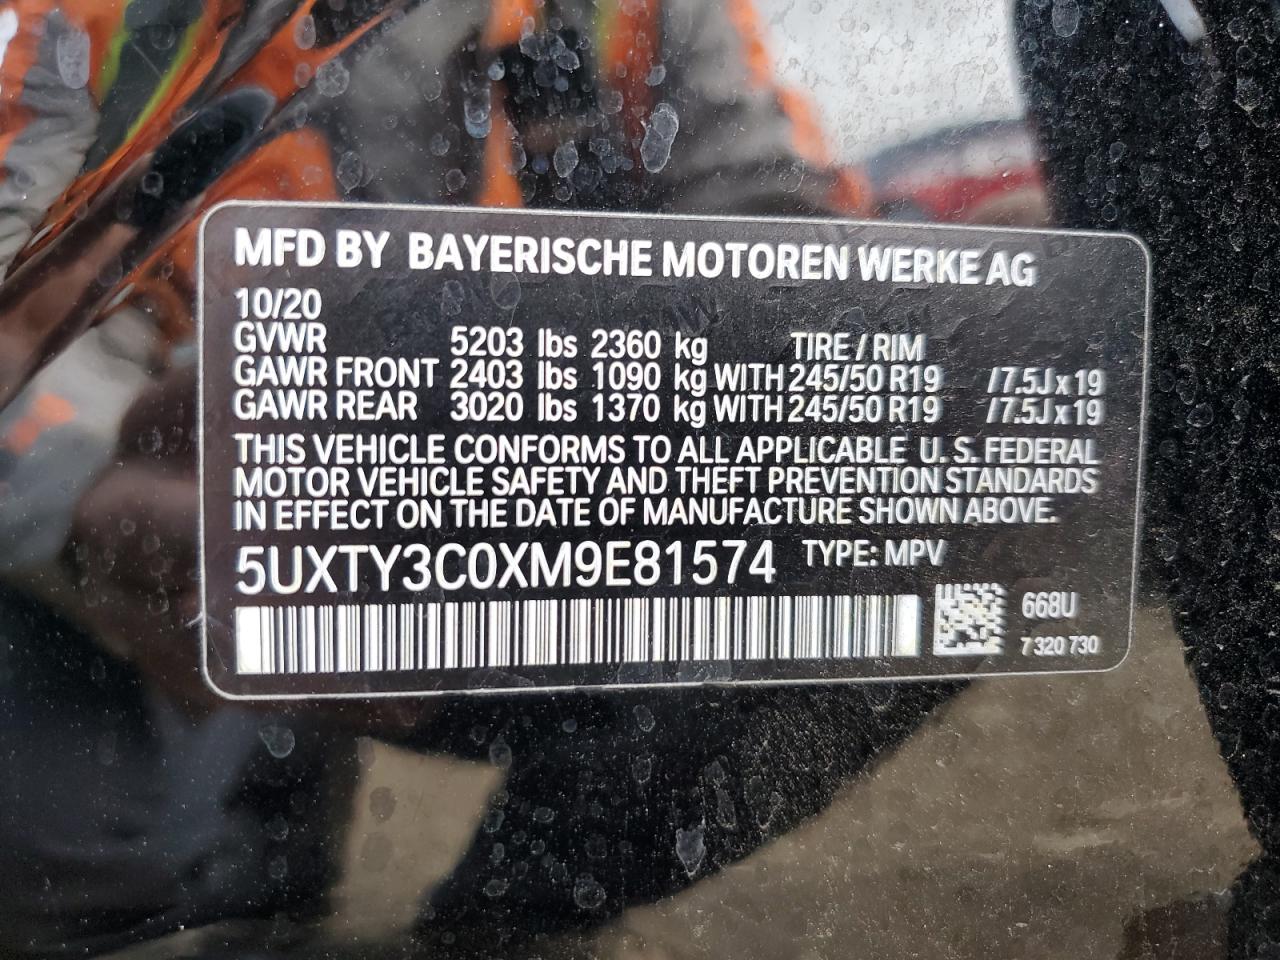 MFD BY BAYERISCHE MOTOREN WERKE AG
10/20
GVWR 5203 lbs 2360 kg TIRE / RIM
GAWR FRONT 2403 lbs 1090 kg WITH 245/50 R19 /7.5J x 19
GAWR REAR 3020 lbs 1370 kg WITH 245/50 R19 /7.5J x 19
THIS VEHICLE CONFORMS TO ALL APPLICABLE U. S. FEDERAL
MOTOR VEHICLE SAFETY AND THEFT PREVENTION STANDARDS
IN EFFECT ON THE DATE OF MANUFACTURE SHOWN ABOVE.
5UXTY3C0XM9E81574 TYPE: MPV
668U
7 320 730